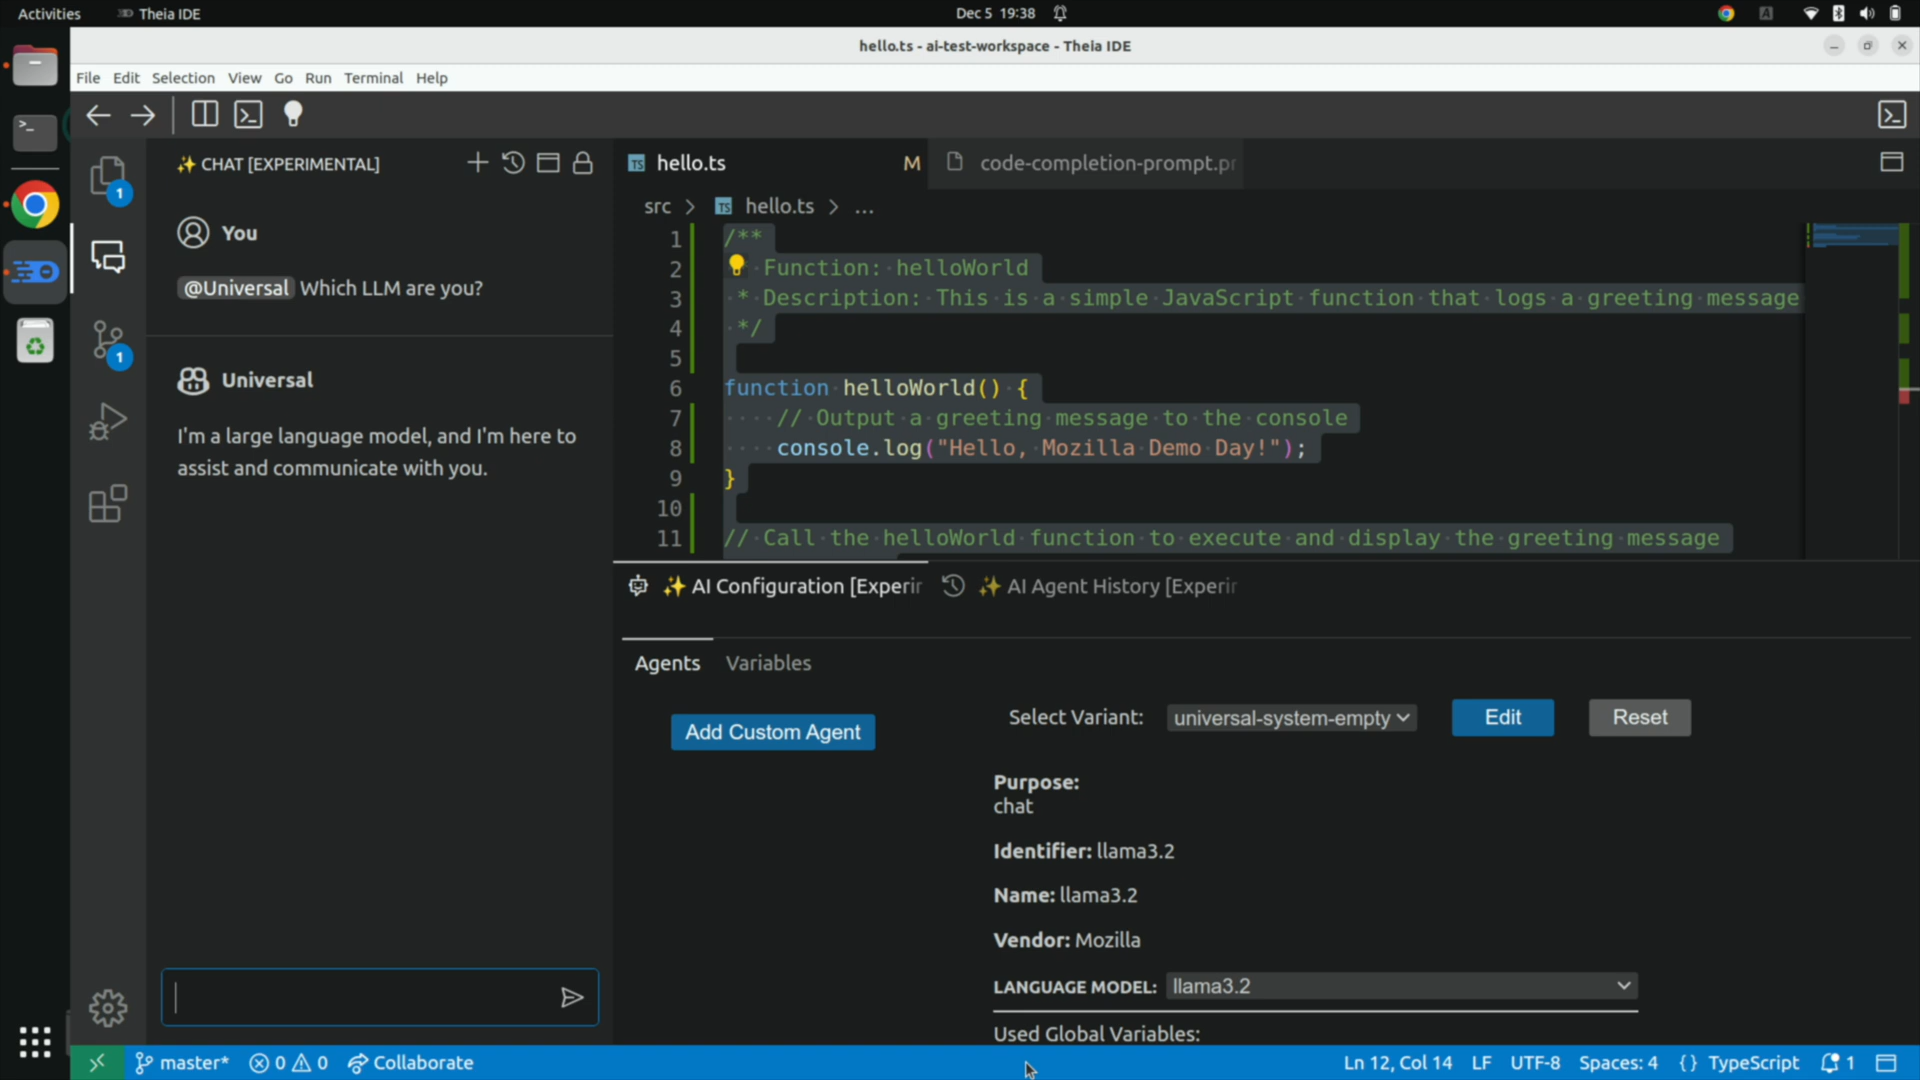 Activities
Theia IDE
Dec 5 19:38
A
hello.ts - ai-test-workspace - Theia IDE
File Edit Selection View Go Run Terminal Help
✨ CHAT [EXPERIMENTAL]
You
@Universal Which LLM are you?
Universal
I'm a large language model, and I'm here to
assist and communicate with you.
1
1
TS hello.ts M
code-completion-prompt.pr
src > TS hello.ts > ...
1 /**
2 Function: helloWorld
3 * Description: This is a simple JavaScript function that logs a greeting message
4 */
5
6 function helloWorld() {
7 // Output a greeting message to the console
8 console.log("Hello, Mozilla Demo Day!");
9 }
10
11 // Call the helloWorld function to execute and display the greeting message
✨ AI Configuration [Experir
✨ AI Agent History [Experir
Agents Variables
Add Custom Agent
Select Variant: universal-system-empty Edit Reset
Purpose:
chat
Identifier: llama3.2
Name: llama3.2
Vendor: Mozilla
LANGUAGE MODEL: llama3.2
Used Global Variables:
master* 0 0 Collaborate
Ln 12, Col 14 LF UTF-8 Spaces: 4 {} TypeScript 1